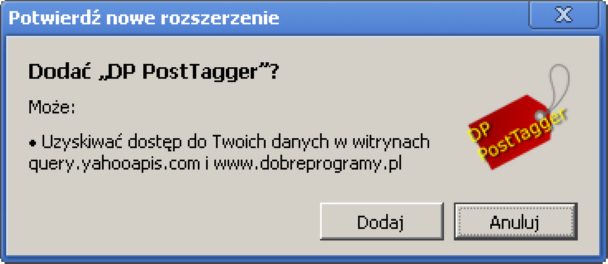 Potwierdź nowe rozszerzenie
Dodać „DP PostTagger”?
Może:
• Uzyskiwać dostęp do Twoich danych w witrynach
query.yahooapis.com i www.dobreprogramy.pl
DP
PostTagger
Dodaj
Anuluj